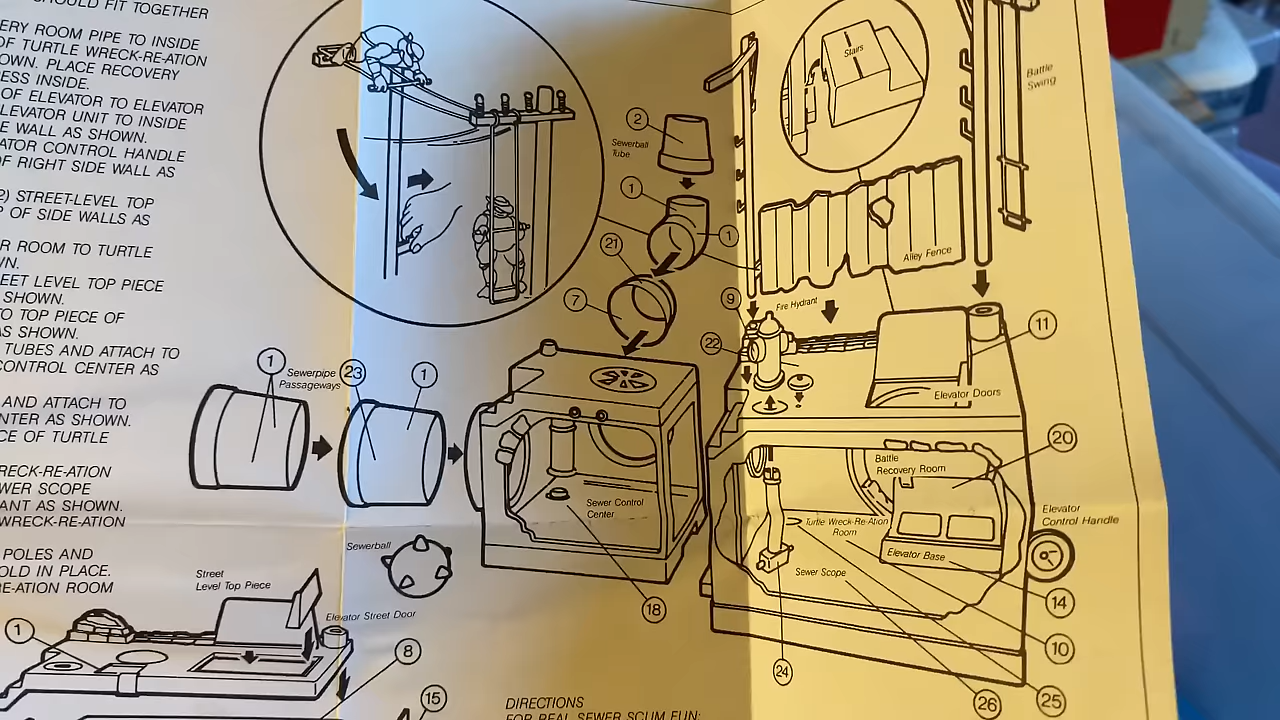 SHOULD FIT TOGETHER
ERY ROOM PIPE TO INSIDE
OF TURTLE WRECK-RE-ATION
OWN. PLACE RECOVERY
RESS INSIDE.
OF ELEVATOR TO ELEVATOR
LEVATOR UNIT TO INSIDE
E WALL AS SHOWN.
ATOR CONTROL HANDLE
OF RIGHT SIDE WALL AS
2) STREET-LEVEL TOP
P OF SIDE WALLS AS
R ROOM TO TURTLE
WN.
EET LEVEL TOP PIECE
SHOWN.
TO TOP PIECE OF
AS SHOWN.
TUBES AND ATTACH TO
CONTROL CENTER AS
AND ATTACH TO
NTER AS SHOWN.
CE OF TURTLE
WRECK-RE-ATION
WER SCOPE
ANT AS SHOWN.
WRECK-RE-ATION
POLES AND
OLD IN PLACE.
E-ATION ROOM
2
Sewerball
Tube
1
1
21
7
Stairs
Battle
Swing
Alley Fence
9
Fire Hydrant
22
11
Elevator Doors
1
Sewerpipe
Passageways
23
1
Sewer Control
Center
18
Battle
Recovery Room
20
Turtle Wreck-Re-Ation
Room
Elevator Base
Sewer Scope
Elevator
Control Handle
14
10
25
26
24
Sewerball
Street
Level Top Piece
Elevator Street Door
1
8
15
DIRECTIONS
FOR REAL SEWER SCUM FUN: